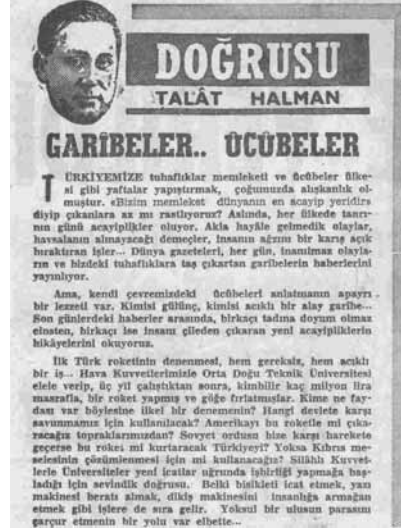 DOĞRUSU
TALÂT HALMAN
GARİBELER.. ÜCÜBELER
TÜRKİYEMİZE tuhaflıklar memleketi ve ücûbeler ülke-
si gibi yaftalar yapıştırmak, çoğumuzda alışkanlık ol-
muştur. «Bizim memleket dünyanın en acayip yeridir»
diyip çıkanlara az mı rastlıyoruz? Aslında, her ülkede tanrı-
nın günü acayiplikler oluyor. Akla hayâle gelmedik olaylar,
havsalanın almayacağı demeçler, insanın ağzını bir karış açık
bıraktıran işler... Dünya gazeteleri, her gün, inanılmaz olayla-
rın ve bizdeki tuhaflıklara taş çıkartan garibelerin haberlerini
yayınlıyor.
Ama, kendi çevremizdeki ücûbeleri anlatmanın apayrı
bir lezzeti var. Kimisi gülünç, kimisi acıklı bir alay garibe...
Son günlerdeki haberler arasında, birkaçı tadına doyum olmaz
cinsten, birkaçı ise insanı çileden çıkaran yeni acayipliklerin
hikâyelerini okuyoruz.
İlk Türk roketinin denenmesi, hem gereksiz, hem acıklı
bir iş... Hava Kuvvetlerimizle Orta Doğu Teknik Üniversitesi
elele verip, üç yıl çalıştıktan sonra, kimbilir kaç milyon lira
masrafla, bir roket yapmış ve göğe fırlatmışlar. Kime ne fay-
dası var böylesine ilkel bir denemenin? Hangi devlete karşı
savunmamız için kullanılacak? Amerikayı bu roketle mi çıka-
racağız topraklarımızdan? Sovyet ordusu bize karşı harekete
geçerse bu roket mi kurtaracak Türkiyeyi? Yoksa Kıbrıs me-
selesinin çözümlenmesi için mi kullanacağız? Silâhlı Kuvvet-
lerle Üniversiteler yeni icatlar uğrunda işbirliği yapmağa baş-
ladığı için sevindik doğrusu. Belki bisikleti icat etmek, yazı
makinesi beratı almak, dikiş makinesini insanlığa armağan
etmek gibi işlere de sıra gelir. Yoksul bir ulusun parasını
çarçur etmenin bir yolu var elbette...